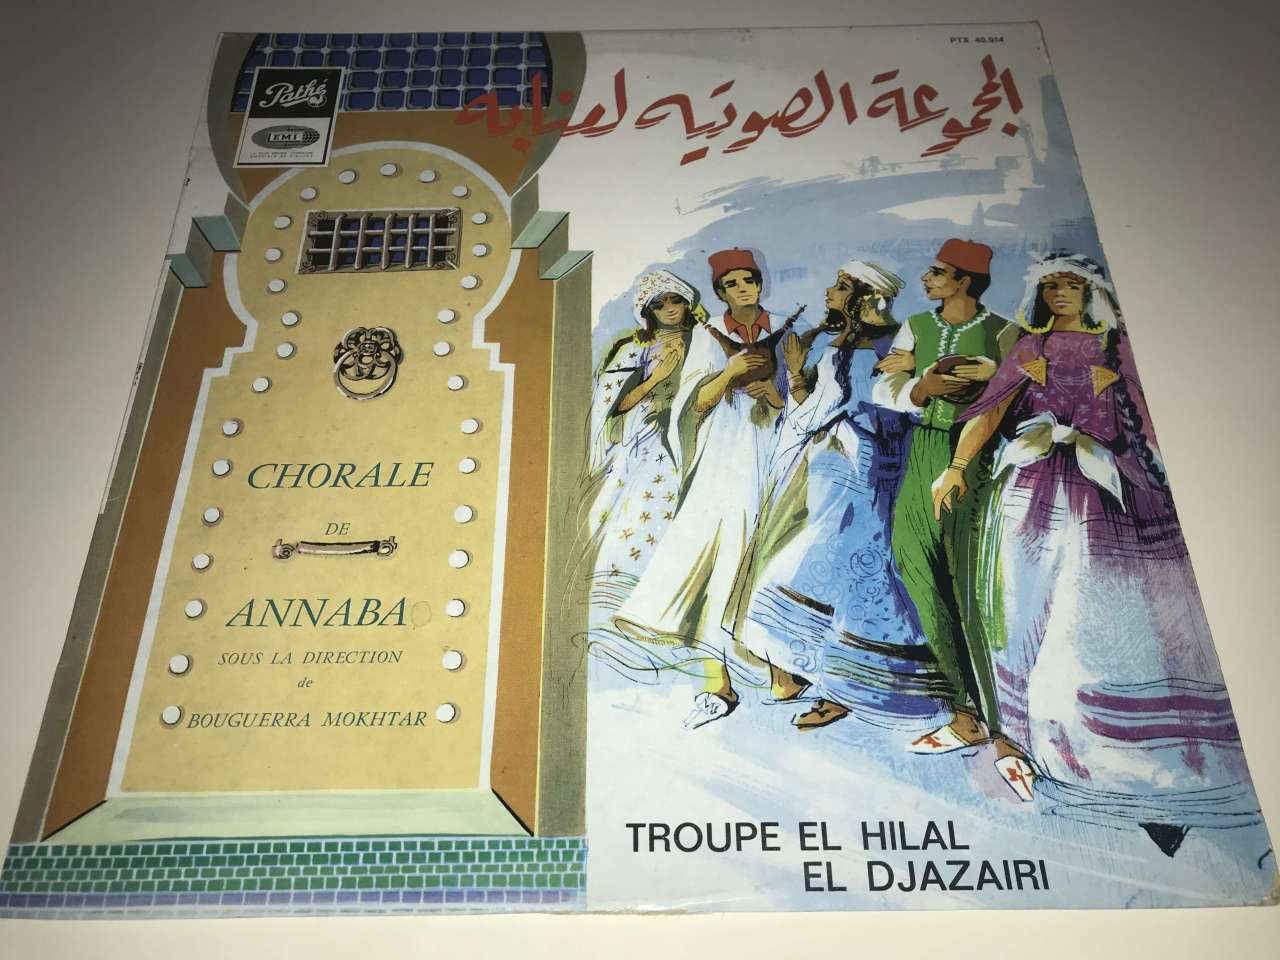 PTX 40.914
المجموعة الصوتية لعنابه
Pathé
EMI
CHORALE
DE
ANNABA
SOUS LA DIRECTION
de
BOUGUERRA MOKHTAR
TROUPE EL HILAL
EL DJAZAIRI